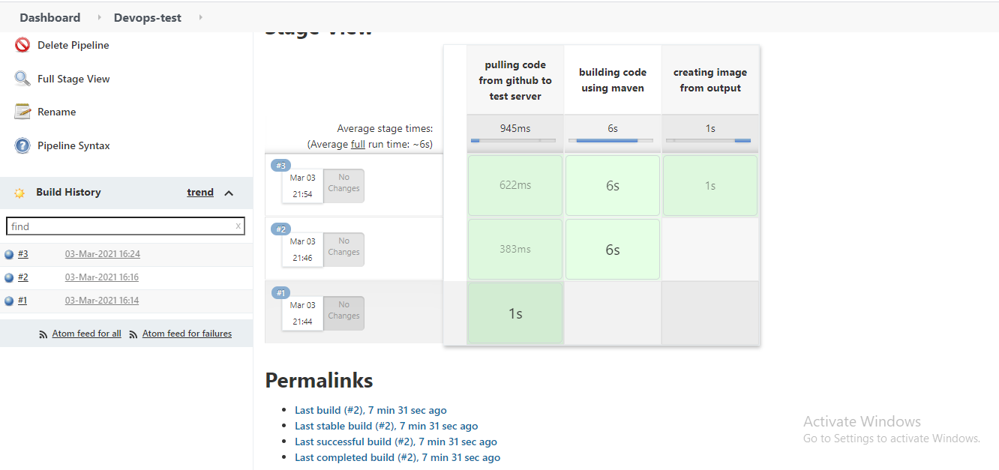 Dashboard
Devops-test
Delete Pipeline
Full Stage View
Rename
Pipeline Syntax
Build History
trend
find
x
#3
03-Mar-2021 16:24
#2
03-Mar-2021 16:16
#1
03-Mar-2021 16:14
Atom feed for all
Atom feed for failures
Stage View
pulling code
from github to
test server
building code
using maven
creating image
from output
Average stage times:
(Average full run time: ~6s)
945ms
6s
1s
#3
Mar 03
21:54
No
Changes
622ms
6s
1s
#2
Mar 03
21:46
No
Changes
383ms
6s
#1
Mar 03
21:44
No
Changes
1s
Permalinks
Last build (#2), 7 min 31 sec ago
Last stable build (#2), 7 min 31 sec ago
Last successful build (#2), 7 min 31 sec ago
Last completed build (#2), 7 min 31 sec ago
Activate Windows
Go to Settings to activate Windows.